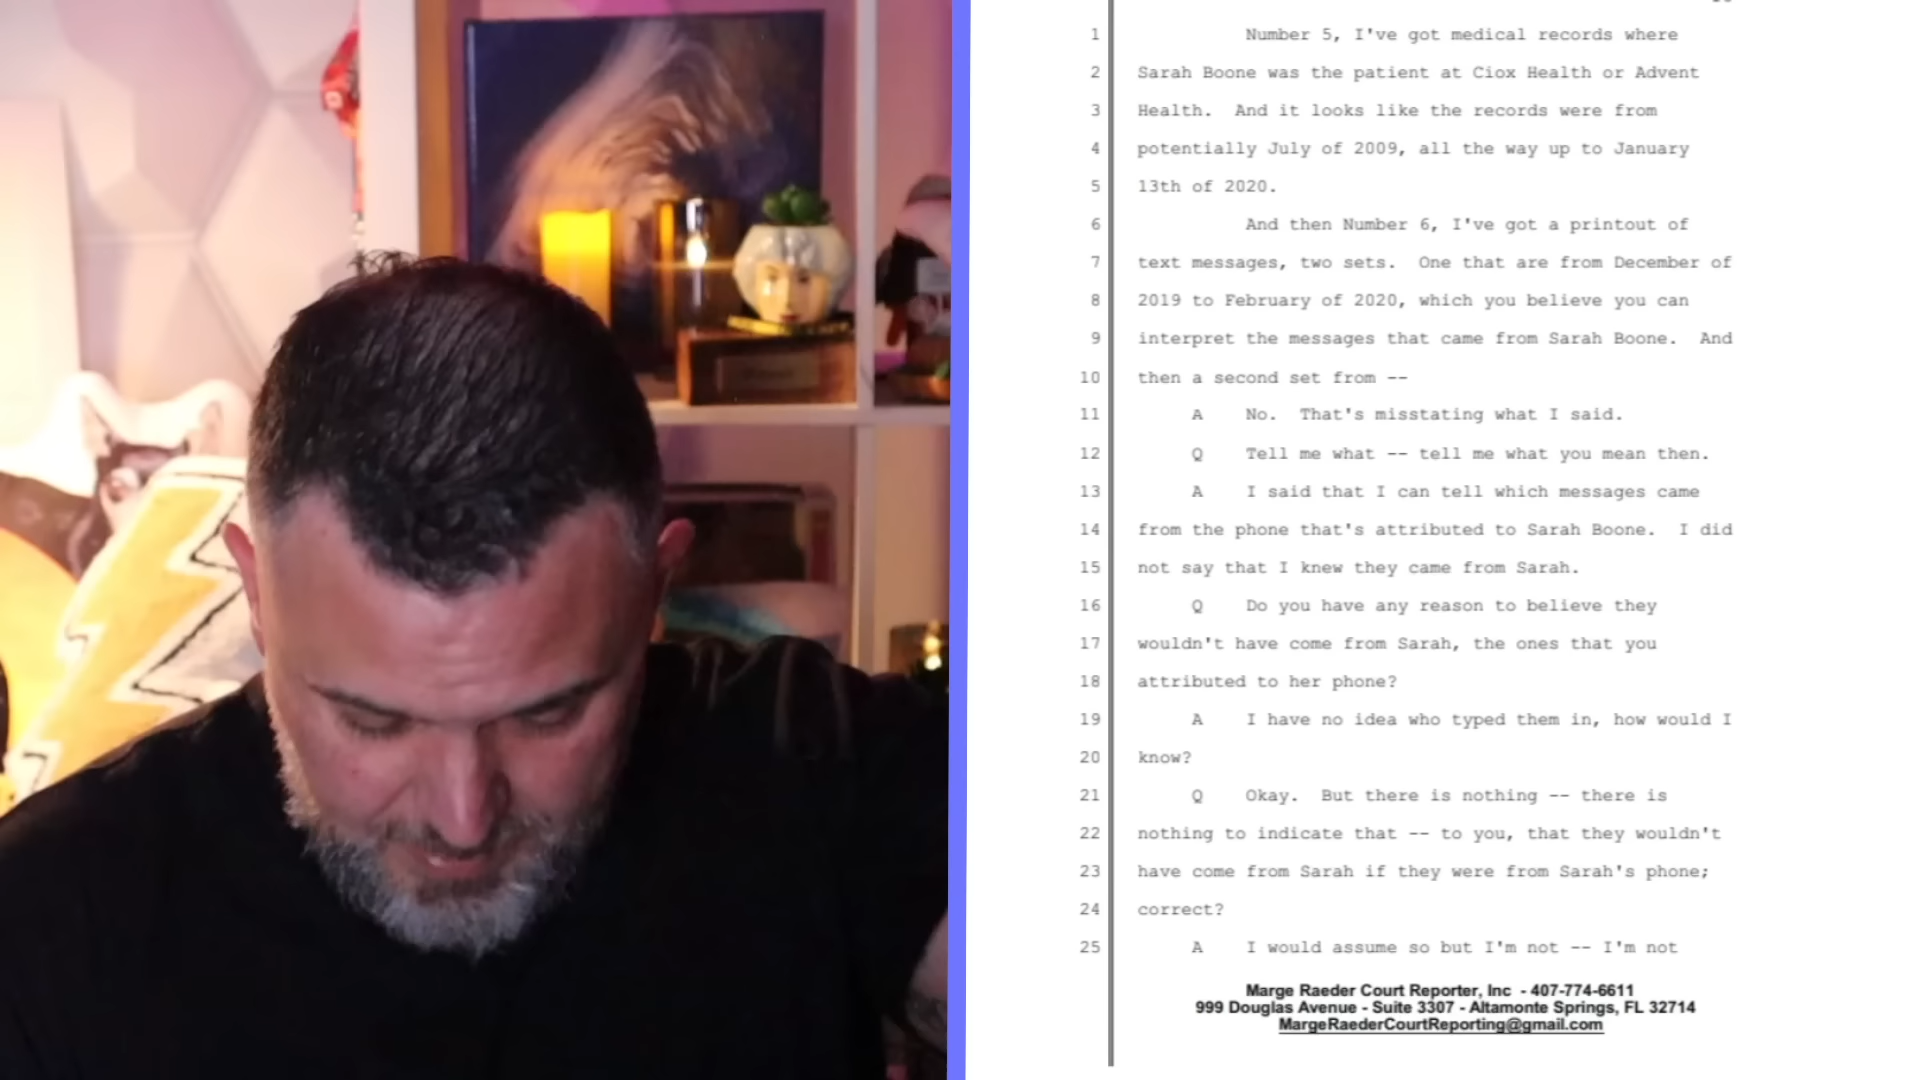 1 Number 5, I've got medical records where
2 Sarah Boone was the patient at Ciox Health or Advent
3 Health. And it looks like the records were from
4 potentially July of 2009, all the way up to January
5 13th of 2020.
6 And then Number 6, I've got a printout of
7 text messages, two sets. One that are from December of
8 2019 to February of 2020, which you believe you can
9 interpret the messages that came from Sarah Boone. And
10 then a second set from --
11 A No. That's misstating what I said.
12 Q Tell me what -- tell me what you mean then.
13 A I said that I can tell which messages came
14 from the phone that's attributed to Sarah Boone. I did
15 not say that I knew they came from Sarah.
16 Q Do you have any reason to believe they
17 wouldn't have come from Sarah, the ones that you
18 attributed to her phone?
19 A I have no idea who typed them in, how would I
20 know?
21 Q Okay. But there is nothing -- there is
22 nothing to indicate that -- to you, that they wouldn't
23 have come from Sarah if they were from Sarah's phone;
24 correct?
25 A I would assume so but I'm not -- I'm not
Marge Raeder Court Reporter, Inc - 407-774-6611
999 Douglas Avenue - Suite 3307 - Altamonte Springs, FL 32714
MargeRaederCourtReporting@gmail.com